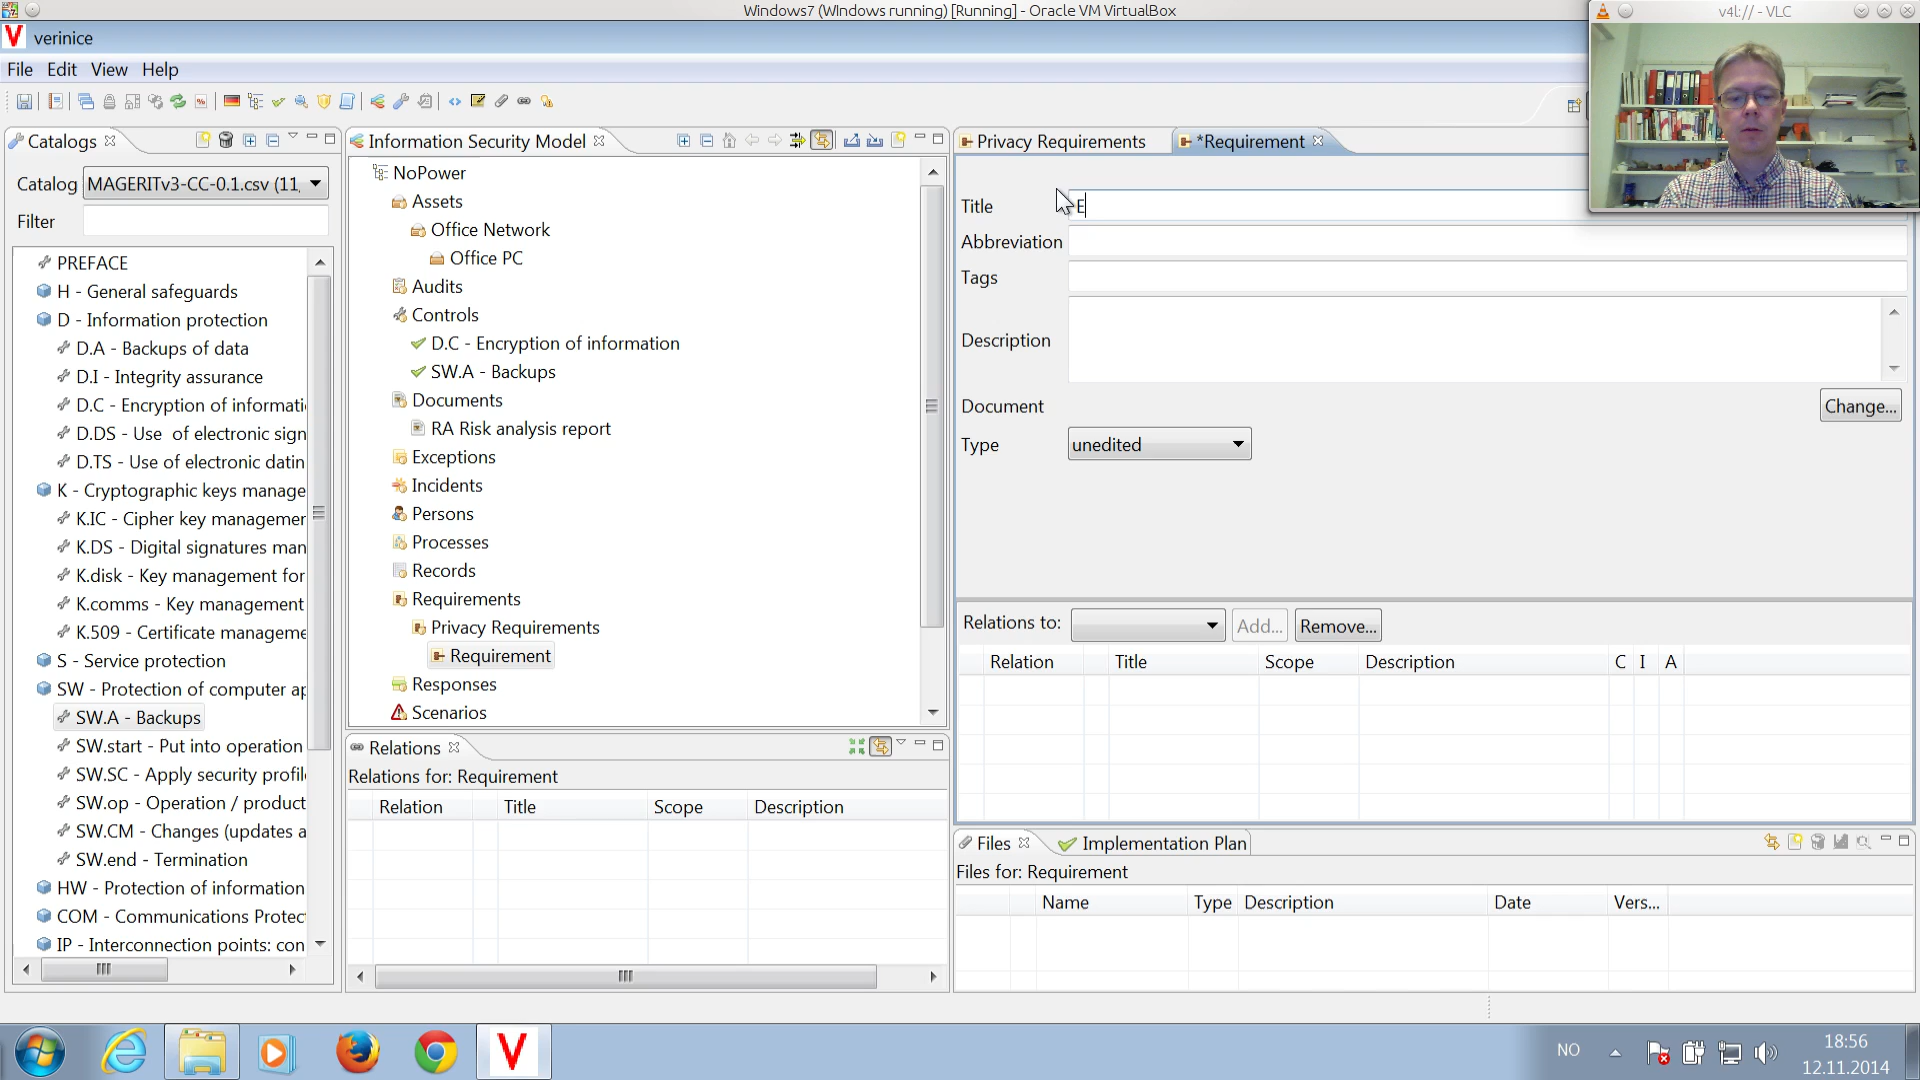 Windows7 (WIndows running) [Running] - Oracle VM VirtualBox
v4l:// - VLC
verinice
File Edit View Help
Catalogs
Catalog MAGERITv3-CC-0.1.csv (11,
Filter
PREFACE
H - General safeguards
D - Information protection
D.A - Backups of data
D.I - Integrity assurance
D.C - Encryption of informati
D.DS - Use of electronic sign
D.TS - Use of electronic datin
K - Cryptographic keys manage
K.IC - Cipher key managemer
K.DS - Digital signatures man
K.disk - Key management for
K.comms - Key management
K.509 - Certificate manageme
S - Service protection
SW - Protection of computer ap
SW.A - Backups
SW.start - Put into operation
SW.SC - Apply security profil
SW.op - Operation / product
SW.CM - Changes (updates a
SW.end - Termination
HW - Protection of information
COM - Communications Protec
IP - Interconnection points: con
Information Security Model
NoPower
Assets
Office Network
Office PC
Audits
Controls
D.C - Encryption of information
SW.A - Backups
Documents
RA Risk analysis report
Exceptions
Incidents
Persons
Processes
Records
Requirements
Privacy Requirements
Requirement
Responses
Scenarios
Relations
Relations for: Requirement
Relation Title Scope Description
Privacy Requirements *Requirement
Title E
Abbreviation
Tags
Description
Document Change...
Type unedited
Relations to: Add... Remove...
Relation Title Scope Description C I A
Files Implementation Plan
Files for: Requirement
Name Type Description Date Vers...
NO
18:56
12.11.2014